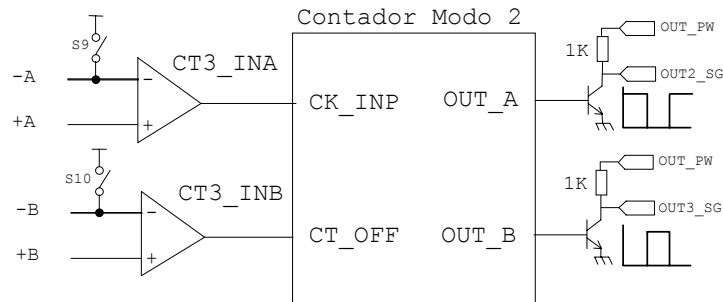 Contador Modo 2
S9
CT3_INA
-A
+A
CK_INP
OUT_A
1K
OUT_PW
OUT2_SG
S10
CT3_INB
-B
+B
CT_OFF
OUT_B
1K
OUT_PW
OUT3_SG